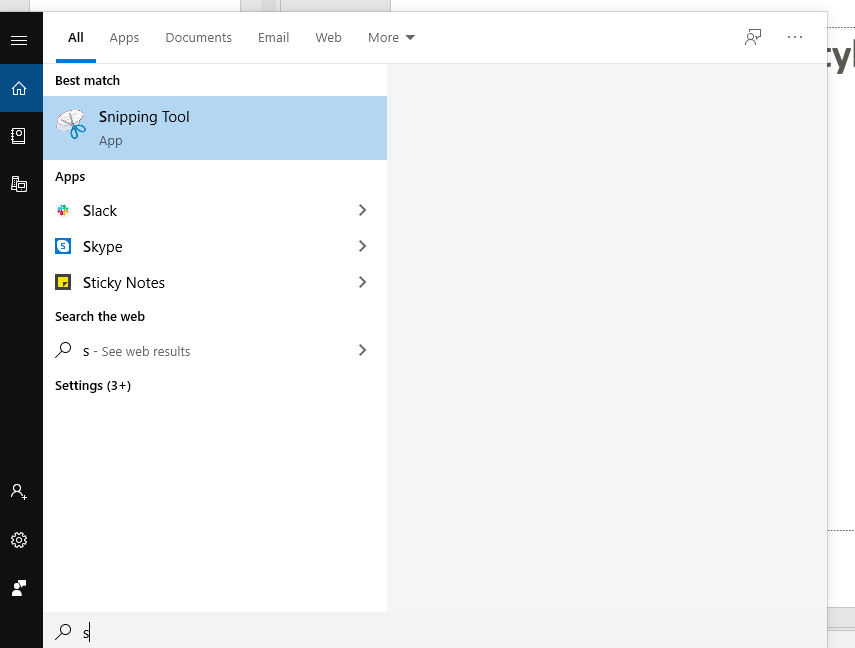 All Apps Documents Email Web More
Best match
Snipping Tool
App
Apps
Slack
Skype
Sticky Notes
Search the web
s - See web results
Settings (3+)
s